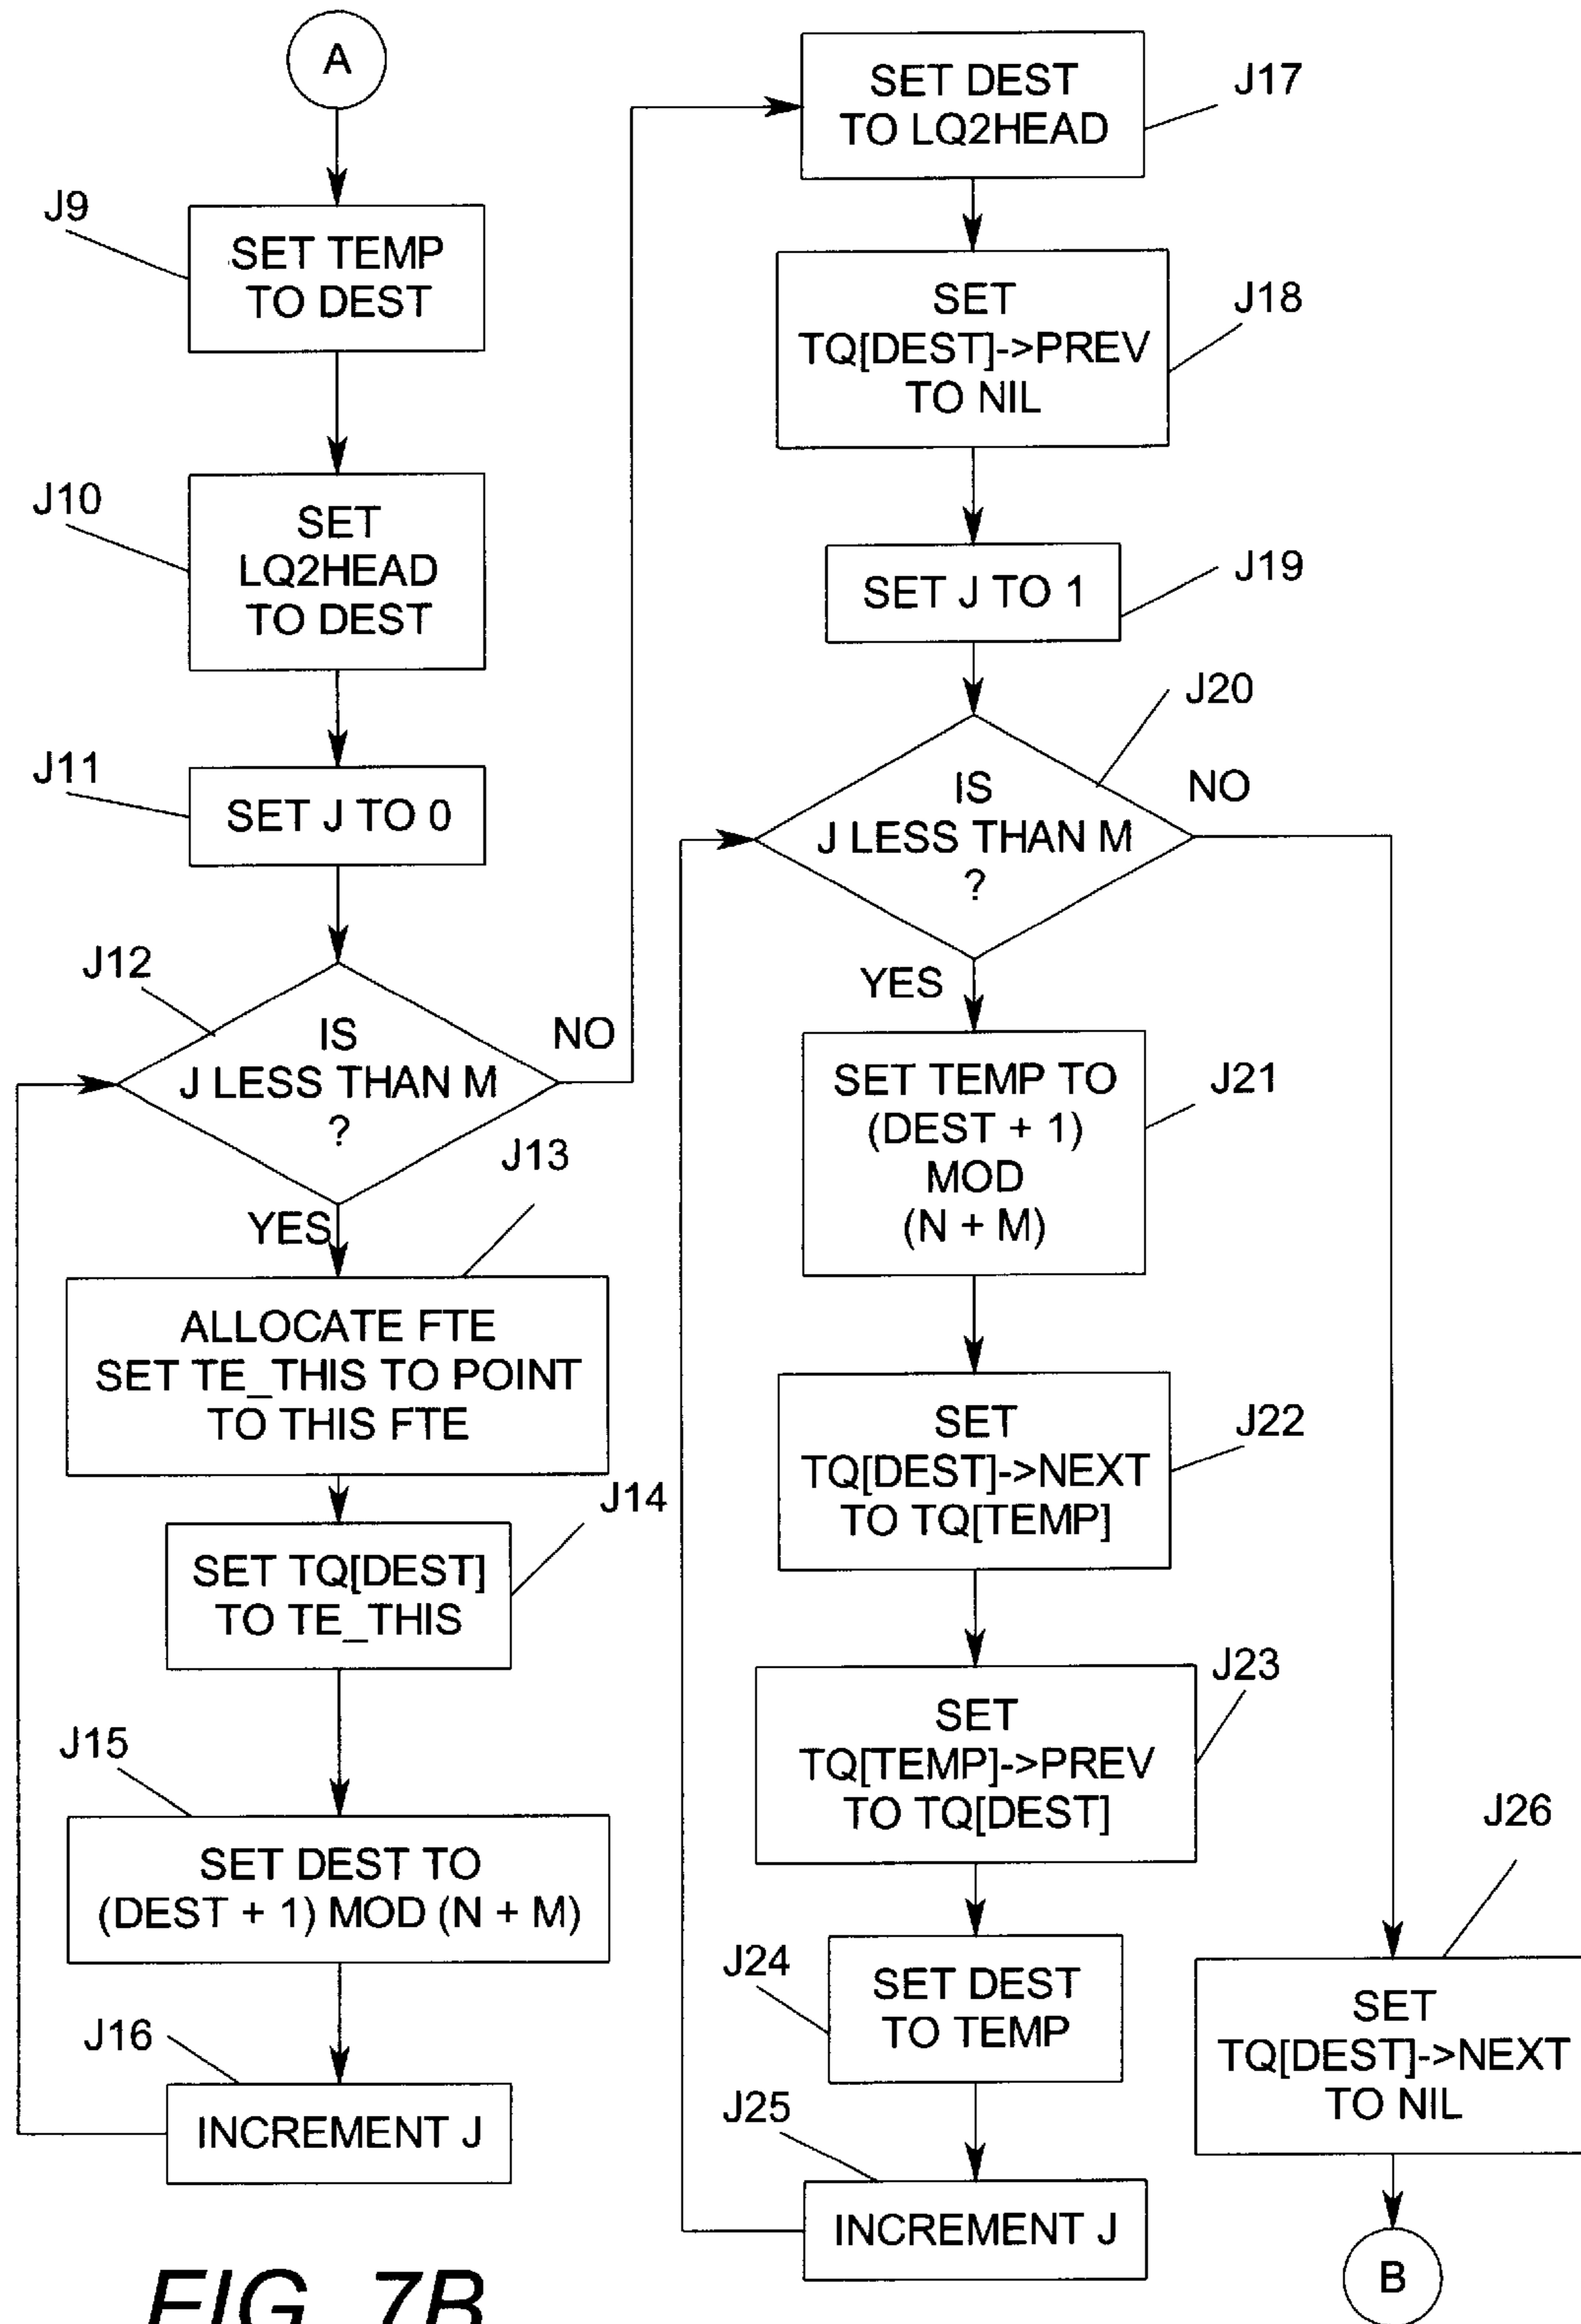 A
J9
SET TEMP
TO DEST
J10
SET
LQ2HEAD
TO DEST
J11
SET J TO 0
J12
IS
J LESS THAN M
?
NO
YES
J13
ALLOCATE FTE
SET TE_THIS TO POINT
TO THIS FTE
J14
SET TQ[DEST]
TO TE_THIS
J15
SET DEST TO
(DEST + 1) MOD (N + M)
J16
INCREMENT J
SET DEST
TO LQ2HEAD
J17
SET
TQ[DEST]->PREV
TO NIL
J18
SET J TO 1
J19
J20
IS
J LESS THAN M
?
NO
YES
SET TEMP TO
(DEST + 1)
MOD
(N + M)
J21
SET
TQ[DEST]->NEXT
TO TQ[TEMP]
J22
SET
TQ[TEMP]->PREV
TO TQ[DEST]
J23
J24
SET DEST
TO TEMP
J25
INCREMENT J
J26
SET
TQ[DEST]->NEXT
TO NIL
B
FIG. 7B